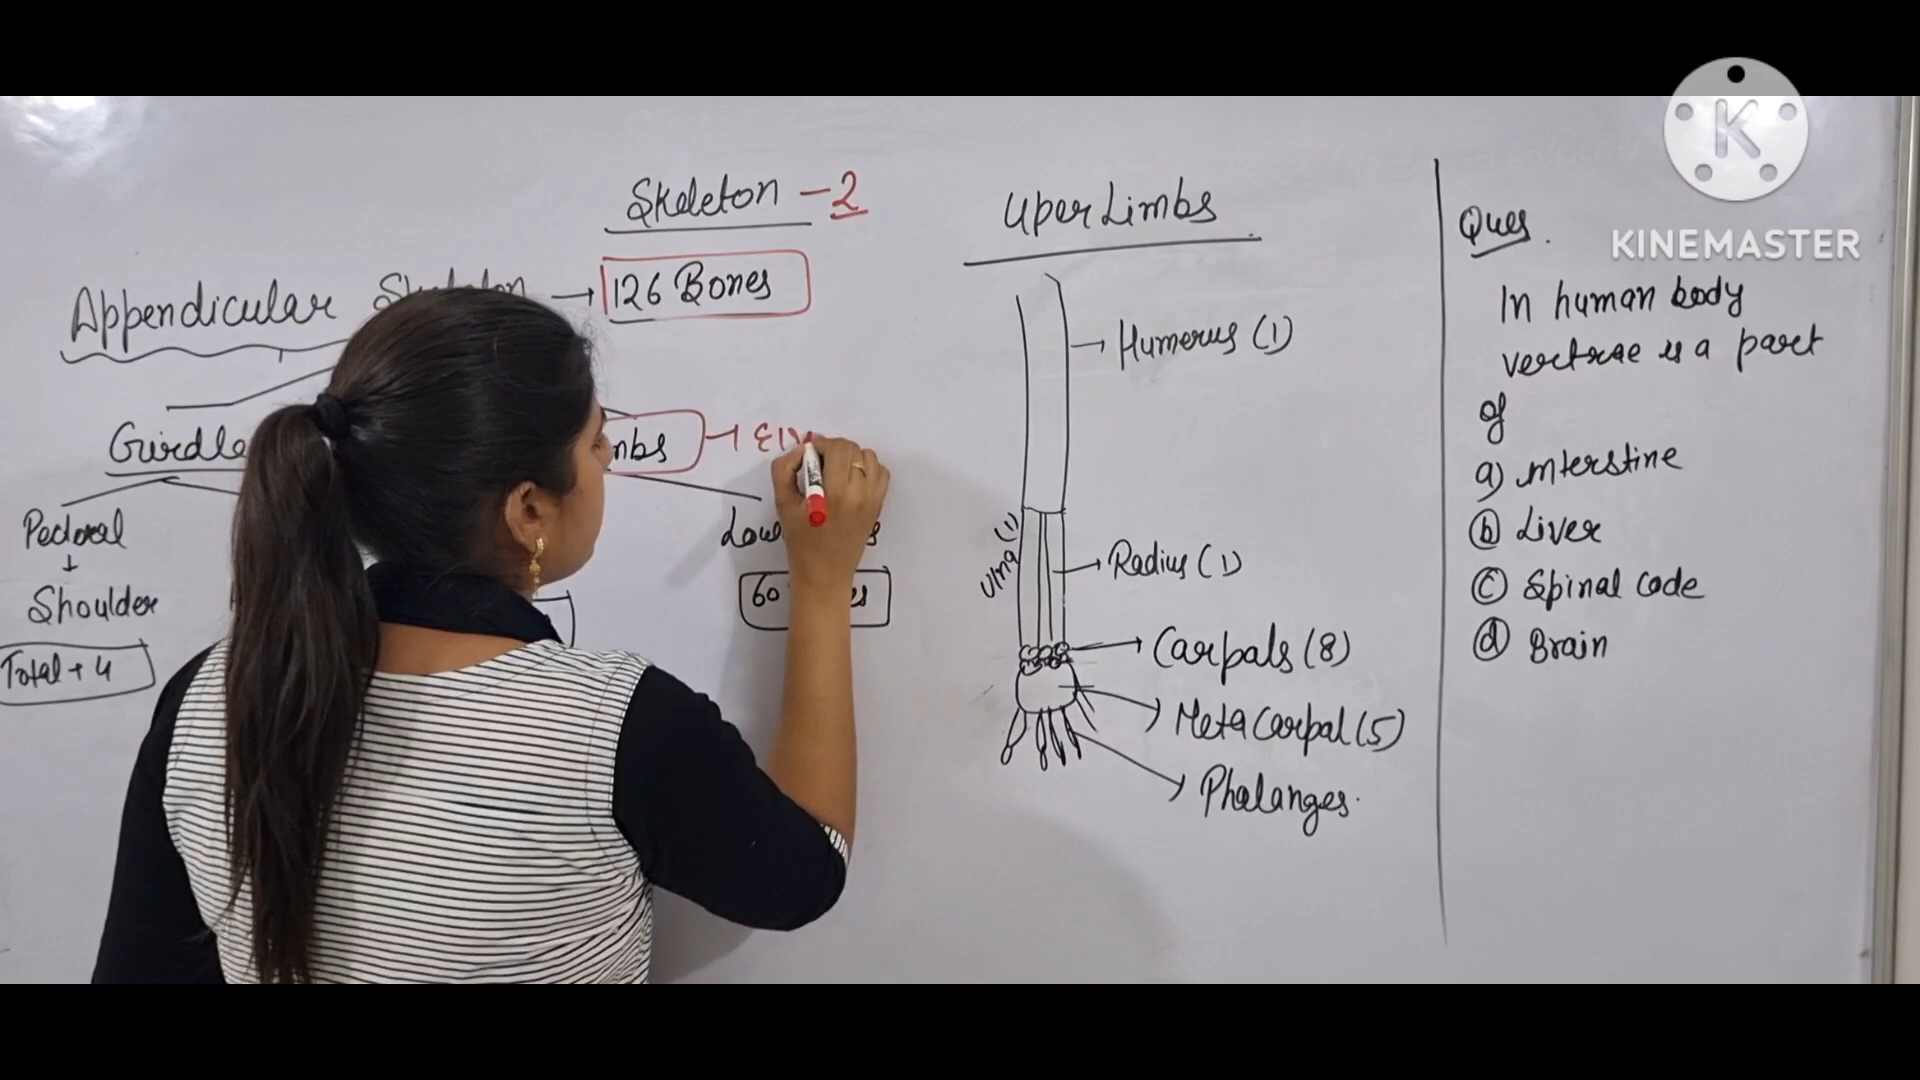 Skeleton - 2
Appendicular Skeleton → 126 Bones
Girdle
Pectoral
+
Shoulder
Total + 4
60
Uper Limbs
Humerus (1)
Ulna (1)
Radius (1)
Carpals (8)
Meta Carpal (5)
Phalanges.
Ques.
In human body
vertrae is a part
of
a) interstine
(b) Liver
(c) Spinal code
(d) Brain
K
KINEMASTER